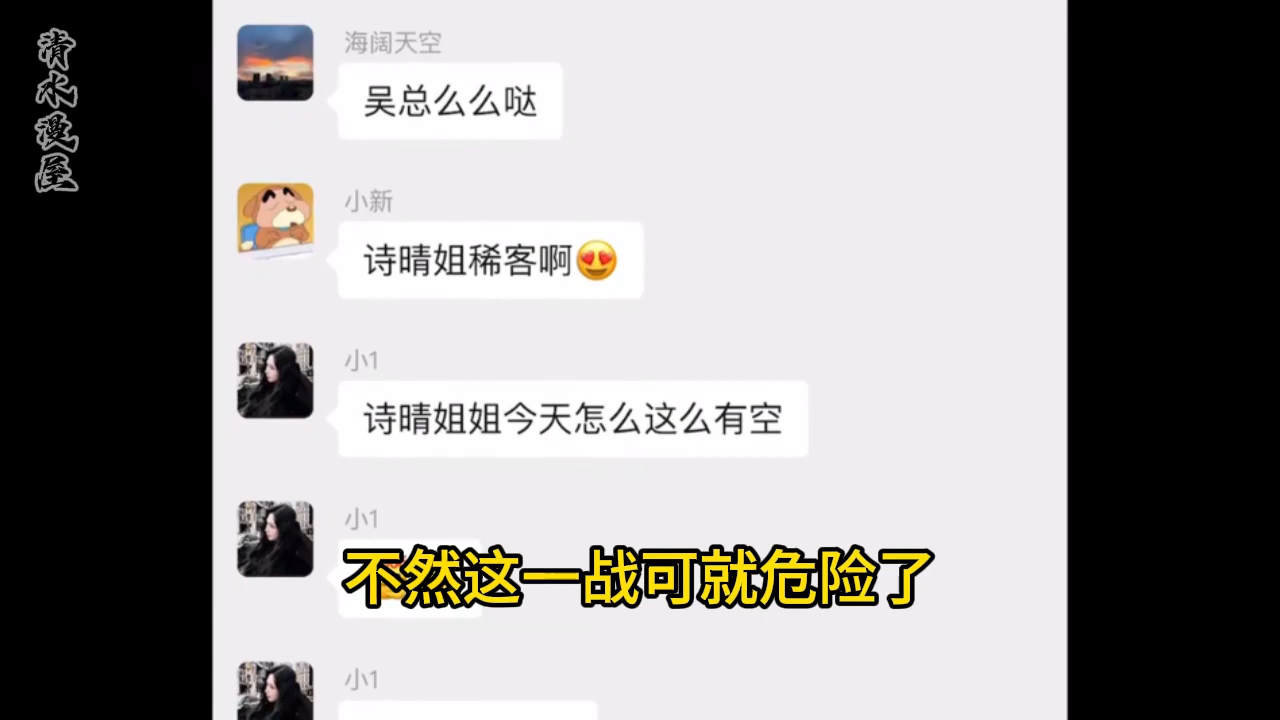 清水漫屋
海阔天空
吴总么么哒
小新
诗晴姐稀客啊😍
小1
诗晴姐姐今天怎么这么有空
小1
不然这一战可就危险了
小1